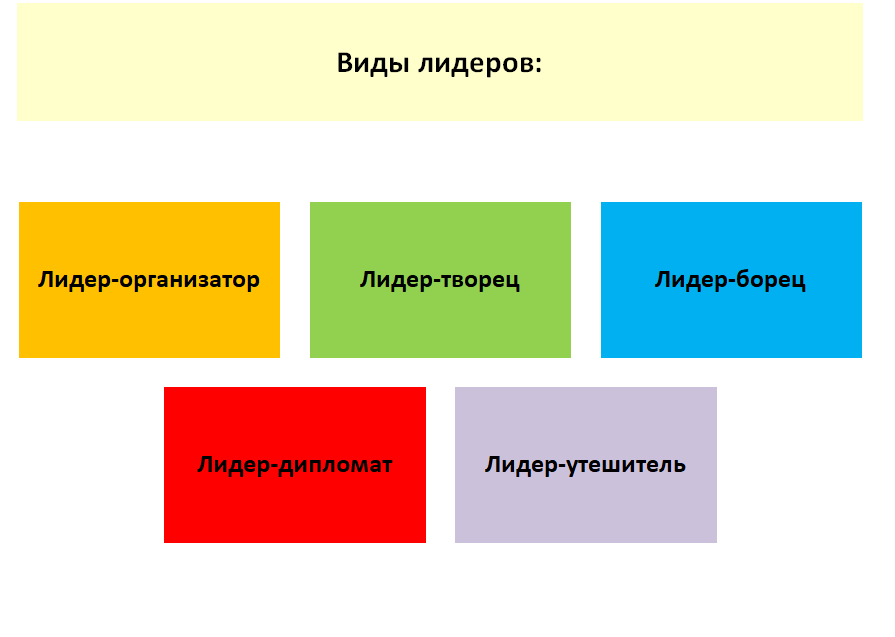 Виды лидеров:
Лидер-организатор
Лидер-творец
Лидер-борец
Лидер-дипломат
Лидер-утешитель